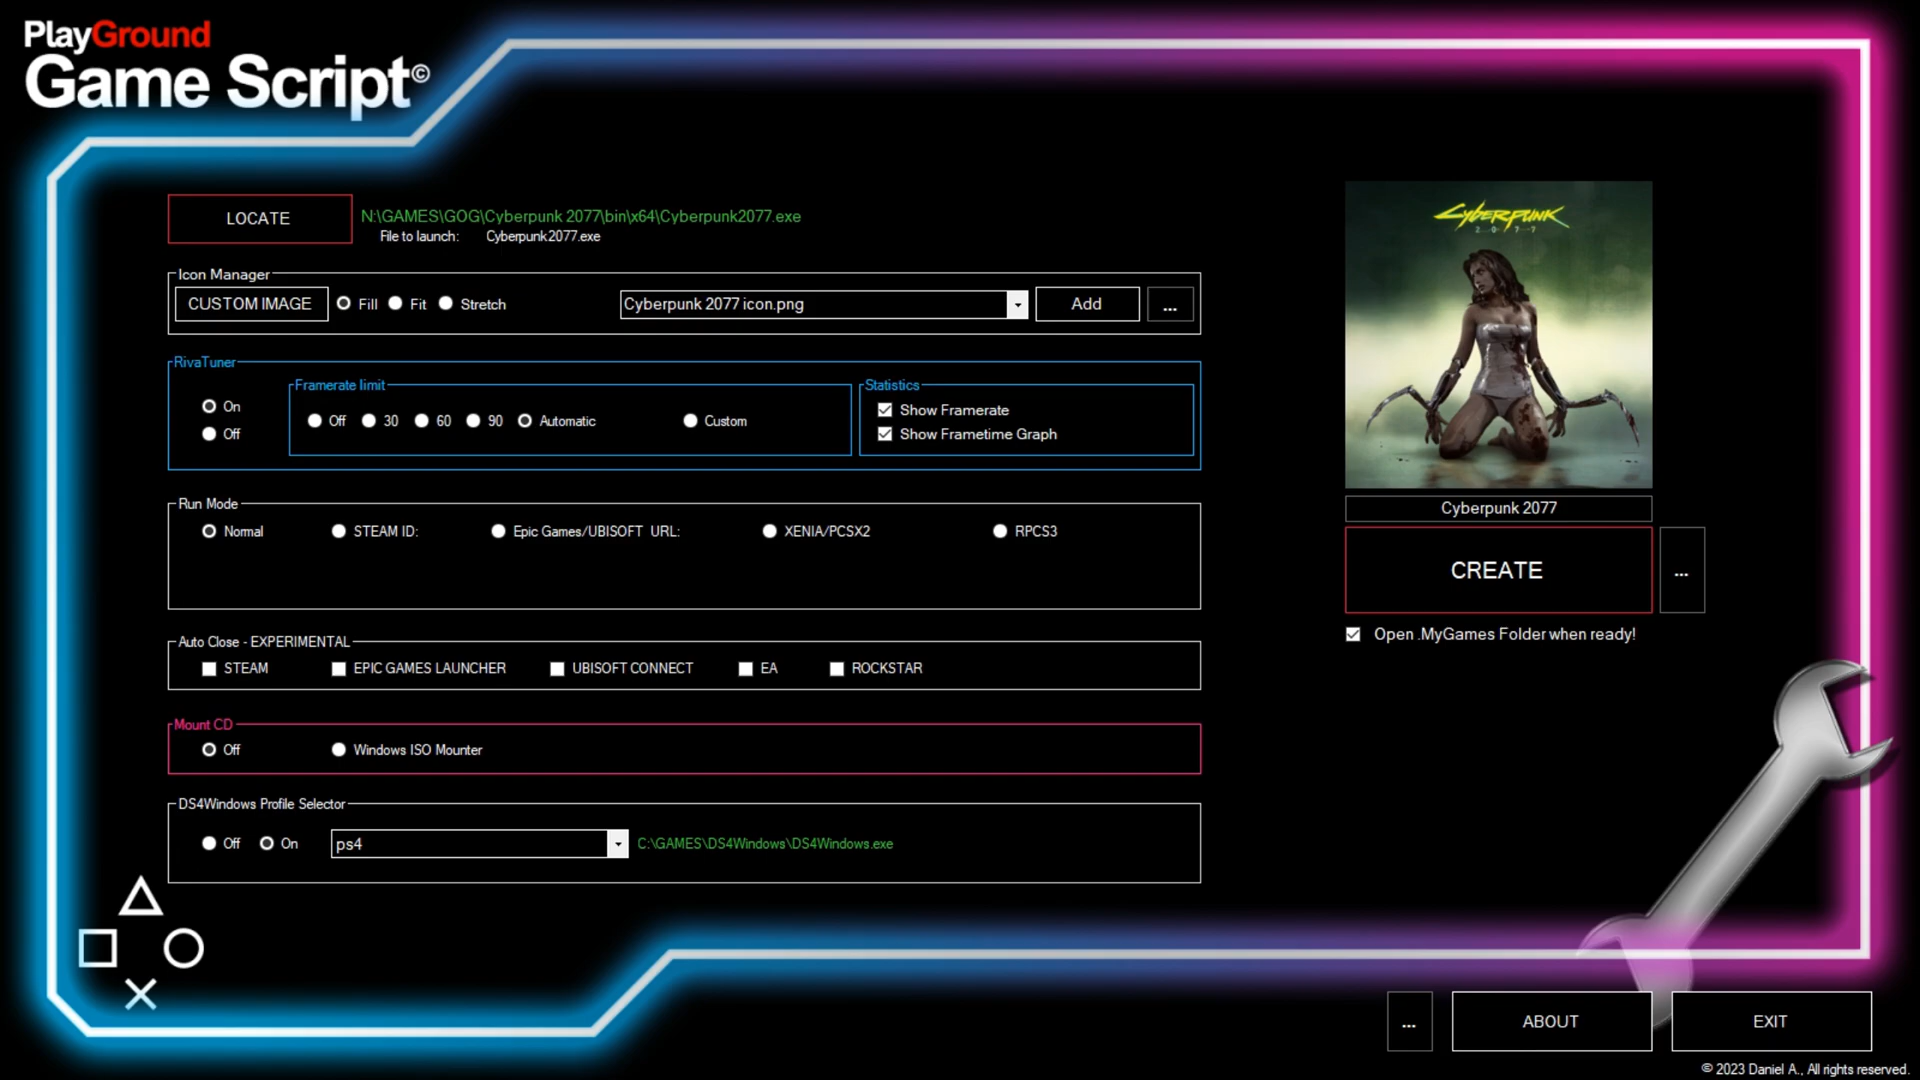 PlayGround
Game Script©
LOCATE
N:\GAMES\GOG\Cyberpunk 2077\bin\x64\Cyberpunk2077.exe
File to launch: Cyberpunk2077.exe
Icon Manager
CUSTOM IMAGE Fill Fit Stretch Cyberpunk 2077 icon.png Add ...
RivaTuner
Framerate limit Statistics
On
Off
Off 30 60 90 Automatic Custom
Show Framerate
Show Frametime Graph
Run Mode
Normal STEAM ID: Epic Games/UBISOFT URL: XENIA/PCSX2 RPCS3
Auto Close - EXPERIMENTAL
STEAM EPIC GAMES LAUNCHER UBISOFT CONNECT EA ROCKSTAR
Mount CD
Off Windows ISO Mounter
DS4Windows Profile Selector
Off On ps4 C:\GAMES\DS4Windows\DS4Windows.exe
Cyberpunk
2077
Cyberpunk 2077
CREATE ...
Open .MyGames Folder when ready!
... ABOUT EXIT
© 2023 Daniel A., All rights reserved.